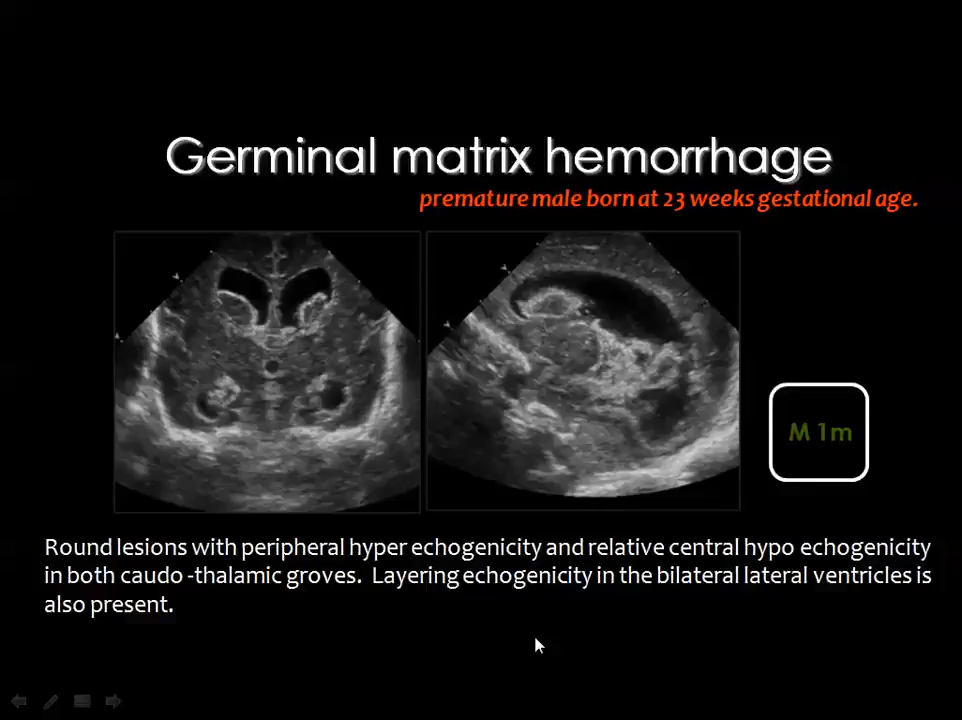 Germinal matrix hemorrhage
premature male born at 23 weeks gestational age.
M 1m
Round lesions with peripheral hyper echogenicity and relative central hypo echogenicity
in both caudo -thalamic groves. Layering echogenicity in the bilateral lateral ventricles is
also present.